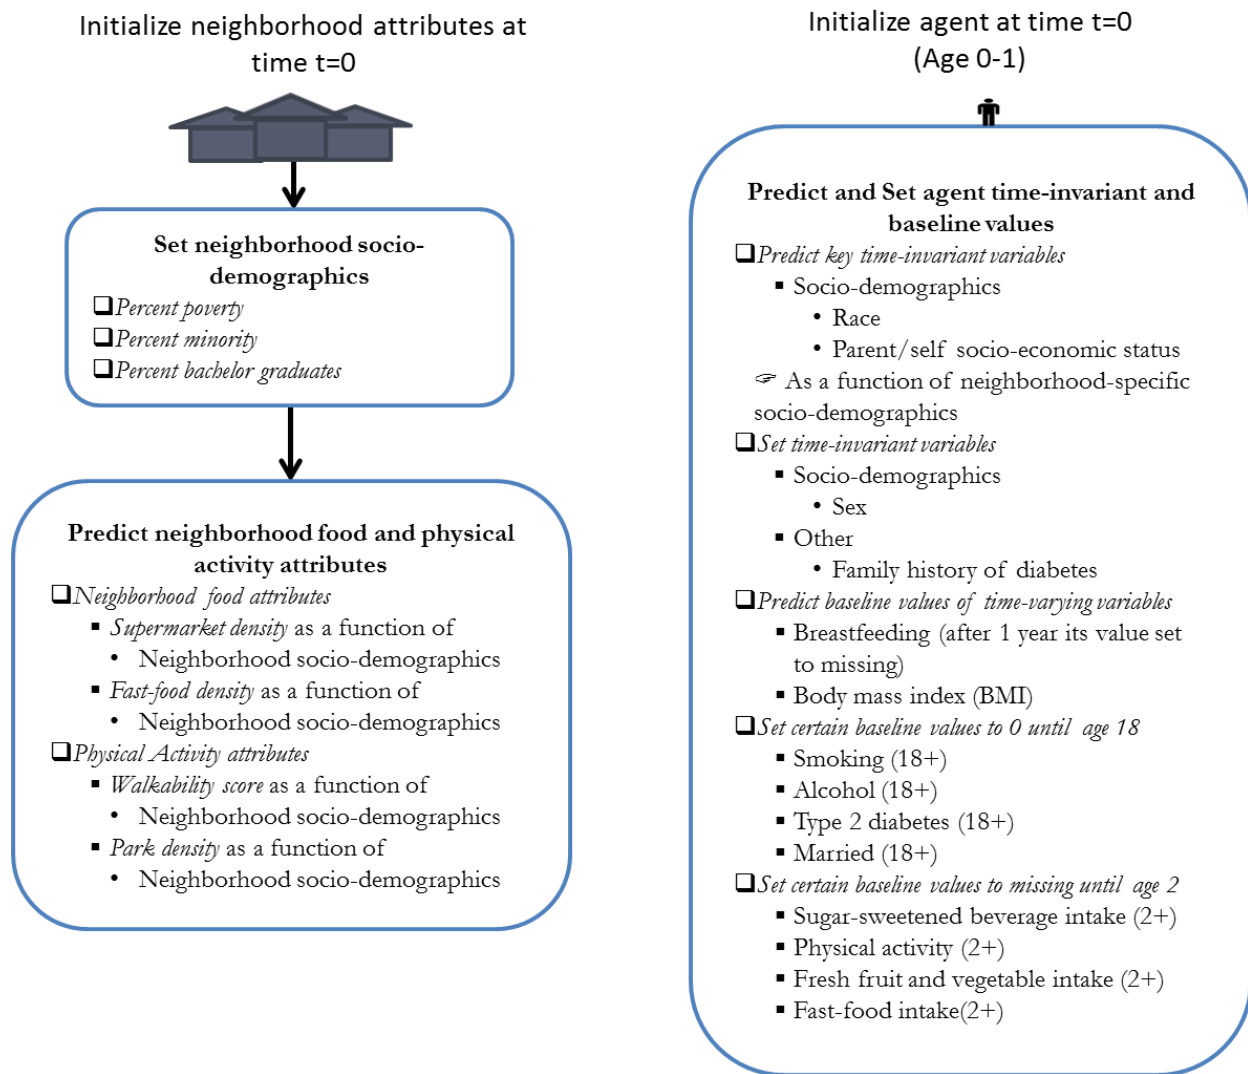 Initialize neighborhood attributes at
time t=0
Set neighborhood socio-
demographics
❑Percent poverty
❑Percent minority
❑Percent bachelor graduates
Predict neighborhood food and physical
activity attributes
❑Neighborhood food attributes
▪ Supermarket density as a function of
• Neighborhood socio-demographics
▪ Fast-food density as a function of
• Neighborhood socio-demographics
❑Physical Activity attributes
▪ Walkability score as a function of
• Neighborhood socio-demographics
▪ Park density as a function of
• Neighborhood socio-demographics
Initialize agent at time t=0
(Age 0-1)
Predict and Set agent time-invariant and
baseline values
❑Predict key time-invariant variables
▪ Socio-demographics
• Race
• Parent/self socio-economic status
☞ As a function of neighborhood-specific
socio-demographics
❑Set time-invariant variables
▪ Socio-demographics
• Sex
▪ Other
• Family history of diabetes
❑Predict baseline values of time-varying variables
▪ Breastfeeding (after 1 year its value set
to missing)
▪ Body mass index (BMI)
❑Set certain baseline values to 0 until age 18
▪ Smoking (18+)
▪ Alcohol (18+)
▪ Type 2 diabetes (18+)
▪ Married (18+)
❑Set certain baseline values to missing until age 2
▪ Sugar-sweetened beverage intake (2+)
▪ Physical activity (2+)
▪ Fresh fruit and vegetable intake (2+)
▪ Fast-food intake(2+)